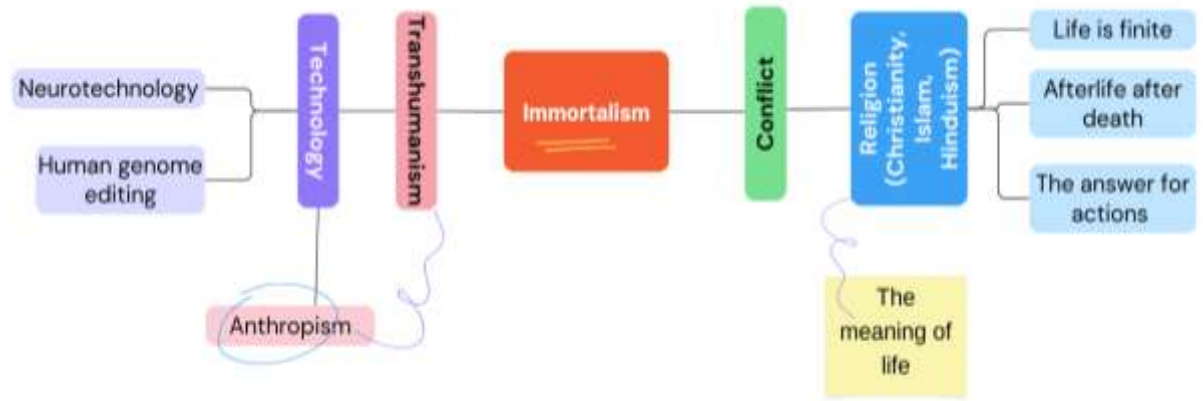 Neurotechnology
Human genome
editing
Technology
Transhumanism
Anthropism
Immortalism
Conflict
Religion
(Christianity,
Islam,
Hinduism)
The
meaning of
life
Life is finite
Afterlife after
death
The answer for
actions